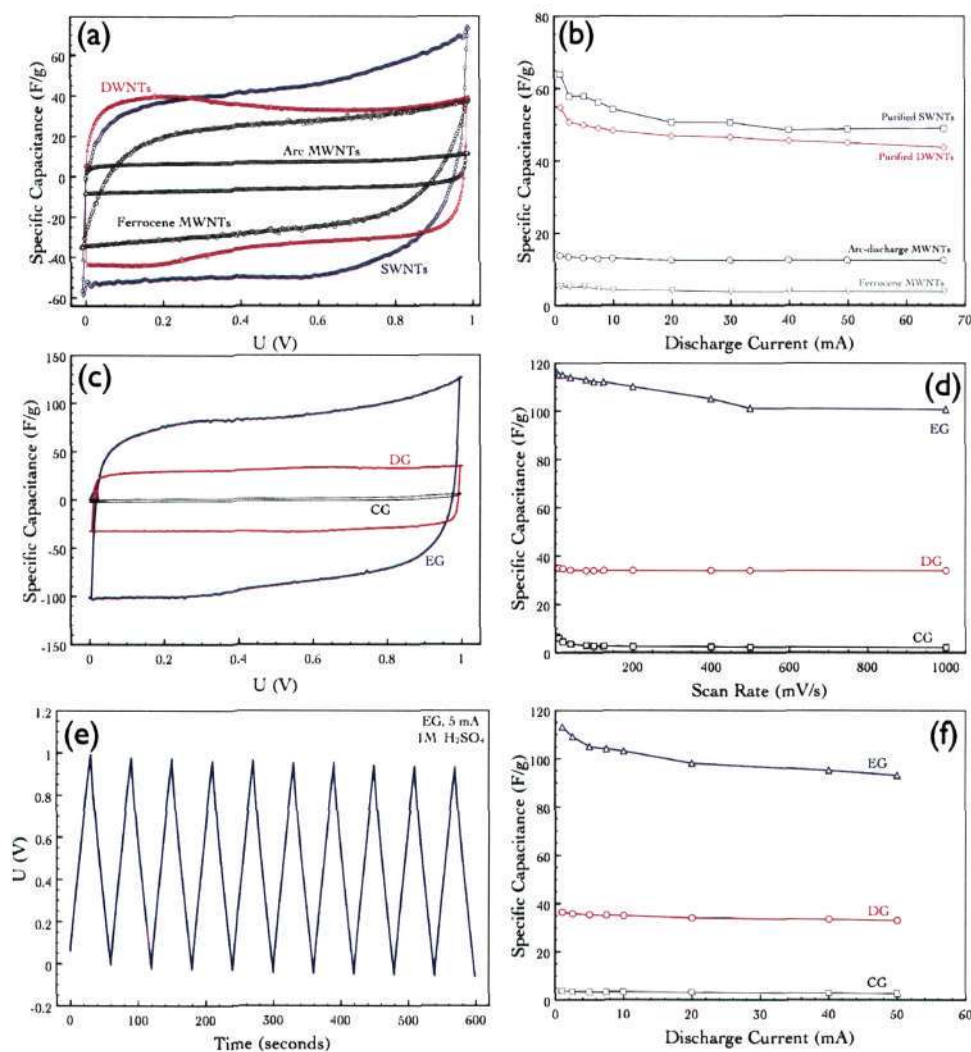 (a)
Specific Capacitance (F/g)
60
40
20
0
-20
-40
-60
DWNTs
Arc MWNTs
Ferrocene MWNTs
SWNTs
0
0.2
0.4
0.6
0.8
1
U (V)
(b)
Specific Capacitance (F/g)
80
60
40
20
0
Purified SWNTs
Purified DWNTs
Arc-discharge MWNTs
Ferrocene MWNTs
0
10
20
30
40
50
60
70
Discharge Current (mA)
(c)
Specific Capacitance (F/g)
150
100
50
0
-50
-100
-150
DG
CG
EG
0
0.2
0.4
0.6
0.8
1
U (V)
(d)
Specific Capacitance (F/g)
120
100
80
60
40
20
0
EG
DG
CG
200
400
600
800
1000
Scan Rate (mV/s)
(e)
U (V)
1.2
1
0.8
0.6
0.4
0.2
0
-0.2
EG, 5 mA
1M H₂SO₄
0
100
200
300
400
500
600
Time (seconds)
(f)
Specific Capacitance (F/g)
120
100
80
60
40
20
0
EG
DG
CG
0
10
20
30
40
50
60
Discharge Current (mA)